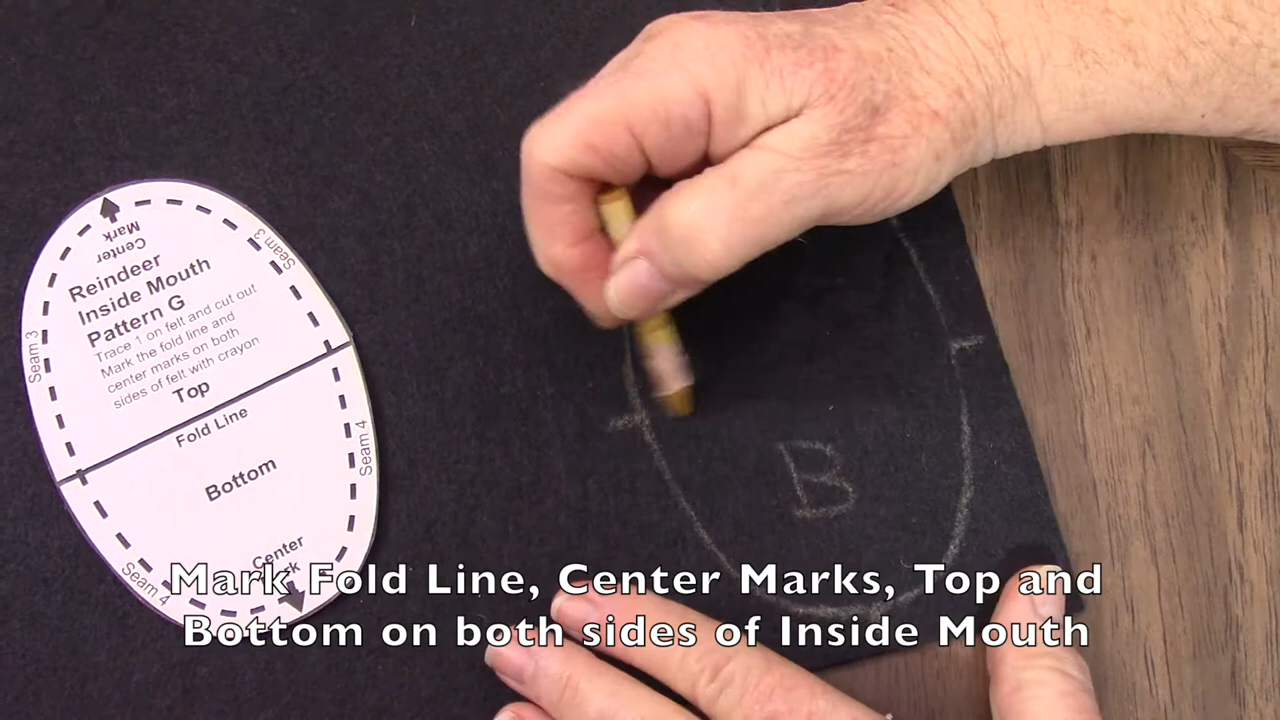 Mark
Center
Reindeer
Inside Mouth
Pattern G
Trace 1 on felt and cut out
Mark the fold line and
center marks on both
sides of felt with crayon
Top
Seam 3
Seam 3
Fold Line
Bottom
Seam 4
Seam 4
Center
B
Mark Fold Line, Center Marks, Top and
Bottom on both sides of Inside Mouth